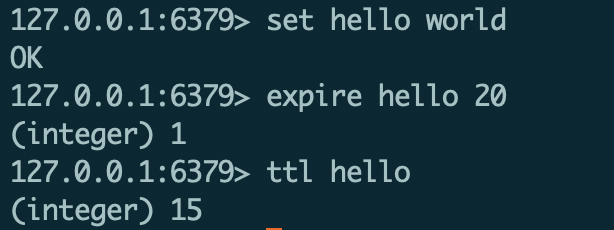 127.0.0.1:6379> set hello world
OK
127.0.0.1:6379> expire hello 20
(integer) 1
127.0.0.1:6379> ttl hello
(integer) 15